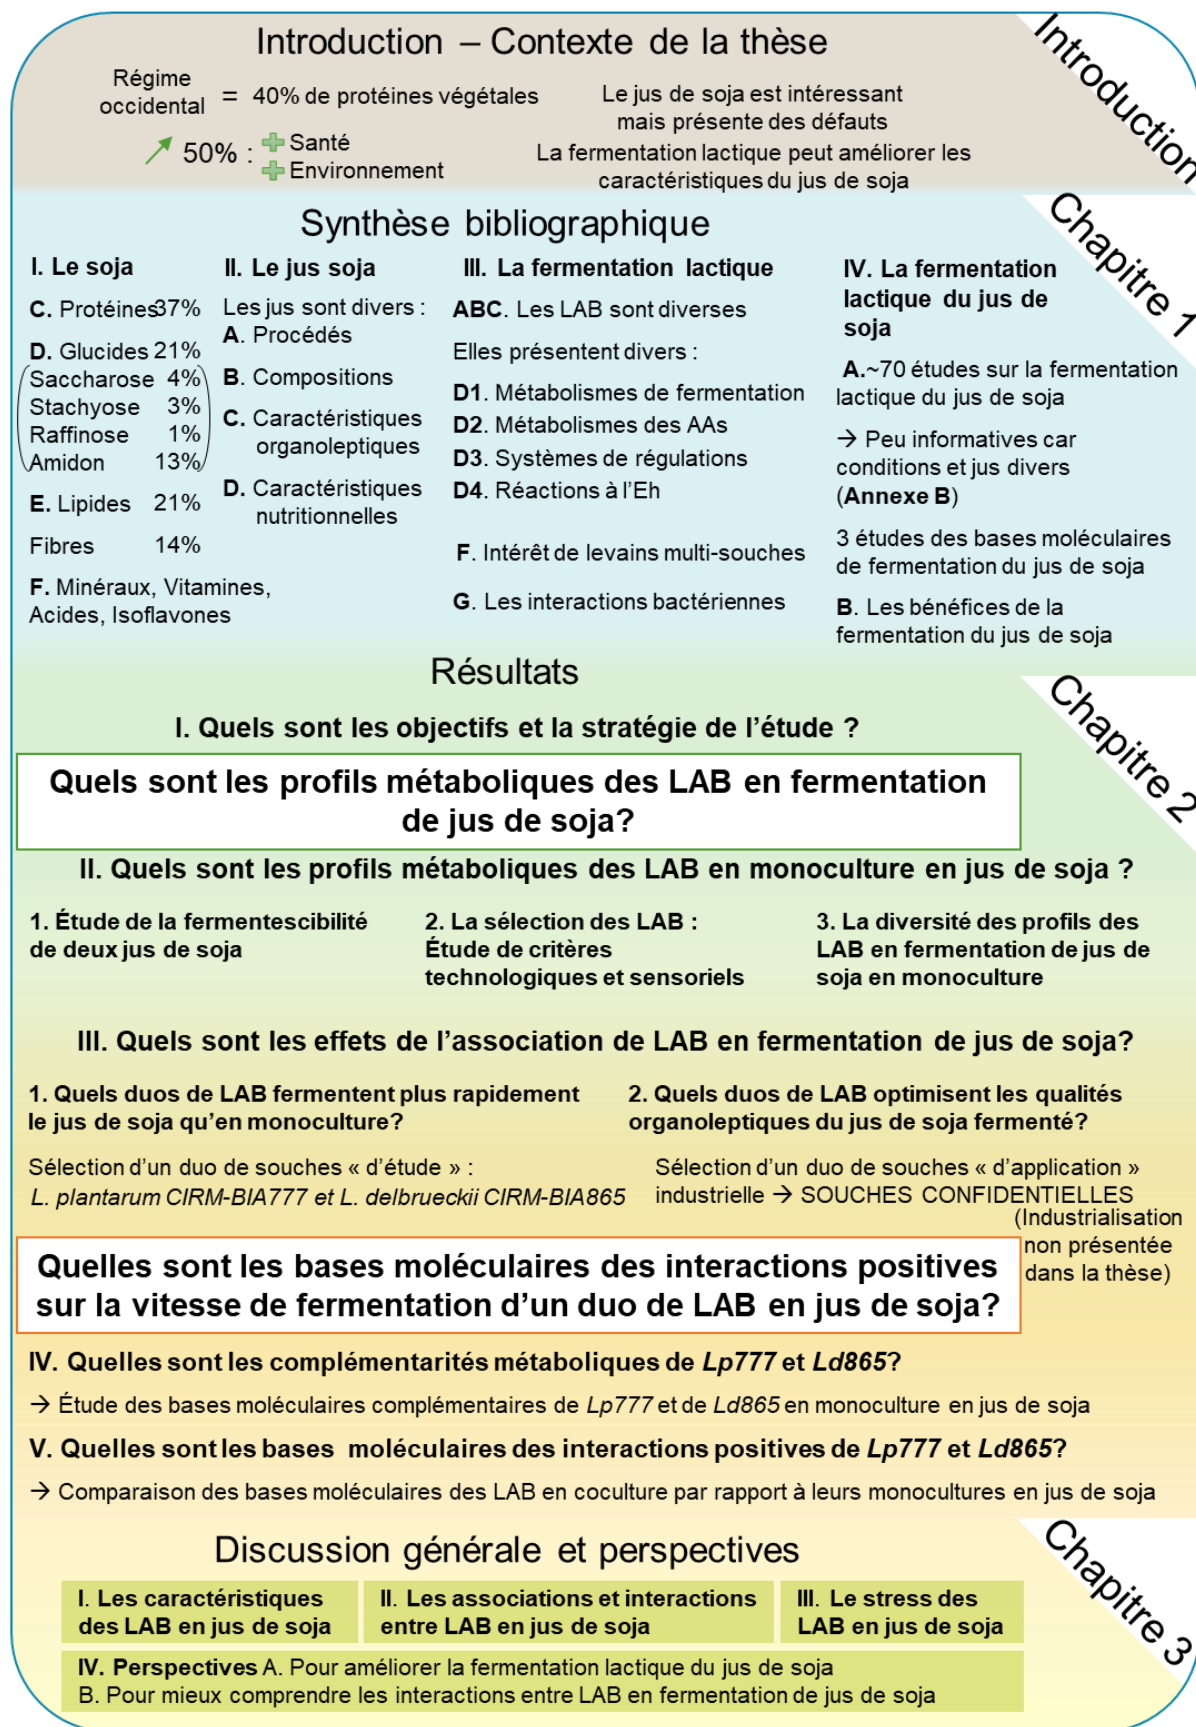 Introduction – Contexte de la thèse
Introduction
Régime
occidental = 40% de protéines végétales
50% :
Santé
Environnement
Le jus de soja est intéressant
mais présente des défauts
La fermentation lactique peut améliorer les
caractéristiques du jus de soja
Synthèse bibliographique
Chapitre 1
I. Le soja
C. Protéines 37%
D. Glucides 21%
Saccharose 4%
Stachyose 3%
Raffinose 1%
Amidon 13%
E. Lipides 21%
Fibres 14%
F. Minéraux, Vitamines,
Acides, Isoflavones
II. Le jus soja
Les jus sont divers :
A. Procédés
B. Compositions
C. Caractéristiques
organoleptiques
D. Caractéristiques
nutritionnelles
III. La fermentation lactique
ABC. Les LAB sont diverses
Elles présentent divers :
D1. Métabolismes de fermentation
D2. Métabolismes des AAs
D3. Systèmes de régulations
D4. Réactions à l’Eh
F. Intérêt de levains multi-souches
G. Les interactions bactériennes
IV. La fermentation
lactique du jus de
soja
A.~70 études sur la fermentation
lactique du jus de soja
→ Peu informatives car
conditions et jus divers
(Annexe B)
3 études des bases moléculaires
de fermentation du jus de soja
B. Les bénéfices de la
fermentation du jus de soja
Résultats
Chapitre 2
I. Quels sont les objectifs et la stratégie de l’étude ?
Quels sont les profils métaboliques des LAB en fermentation
de jus de soja?
II. Quels sont les profils métaboliques des LAB en monoculture en jus de soja ?
1. Étude de la fermentescibilité
de deux jus de soja
2. La sélection des LAB :
Étude de critères
technologiques et sensoriels
3. La diversité des profils des
LAB en fermentation de jus de
soja en monoculture
III. Quels sont les effets de l’association de LAB en fermentation de jus de soja?
1. Quels duos de LAB fermentent plus rapidement
le jus de soja qu’en monoculture?
Sélection d’un duo de souches « d’étude » :
L. plantarum CIRM-BIA777 et L. delbrueckii CIRM-BIA865
2. Quels duos de LAB optimisent les qualités
organoleptiques du jus de soja fermenté?
Sélection d’un duo de souches « d’application »
industrielle → SOUCHES CONFIDENTIELLES
(Industrialisation
non présentée
dans la thèse)
Quelles sont les bases moléculaires des interactions positives
sur la vitesse de fermentation d’un duo de LAB en jus de soja?
IV. Quelles sont les complémentarités métaboliques de Lp777 et Ld865?
→ Étude des bases moléculaires complémentaires de Lp777 et de Ld865 en monoculture en jus de soja
V. Quelles sont les bases moléculaires des interactions positives de Lp777 et Ld865?
→ Comparaison des bases moléculaires des LAB en coculture par rapport à leurs monocultures en jus de soja
Discussion générale et perspectives
Chapitre 3
I. Les caractéristiques
des LAB en jus de soja
II. Les associations et interactions
entre LAB en jus de soja
III. Le stress des
LAB en jus de soja
IV. Perspectives A. Pour améliorer la fermentation lactique du jus de soja
B. Pour mieux comprendre les interactions entre LAB en fermentation de jus de soja